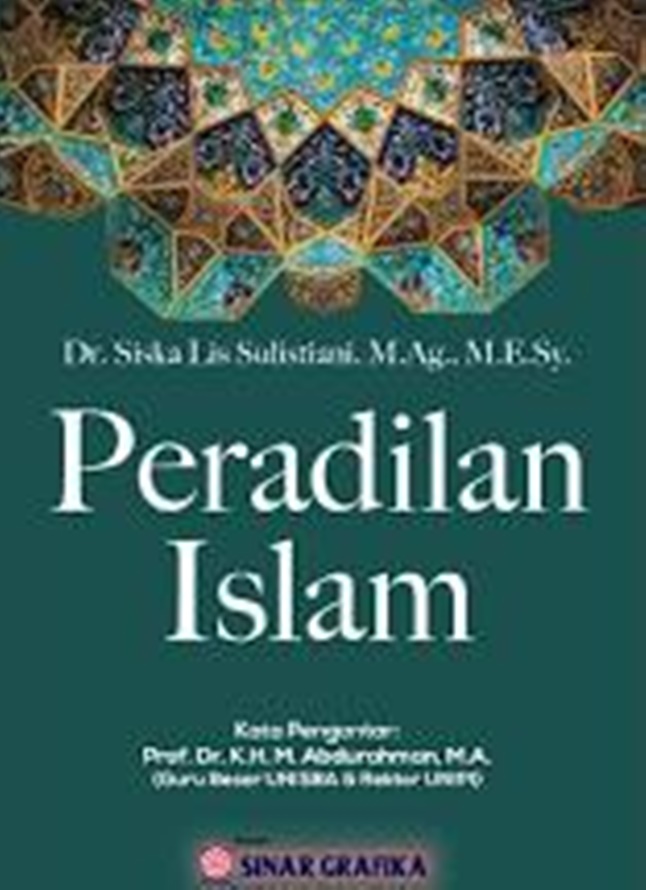 Dr. Siska Lis Sulistiani, M.Ag., M.E.Sy.
Peradilan
Islam
Kata Pengantar:
Prof. Dr. K.H. M. Abdurahman, M.A.
(Guru Besar UNISBA & Rektor UNIPI)
SINAR GRAFIKA